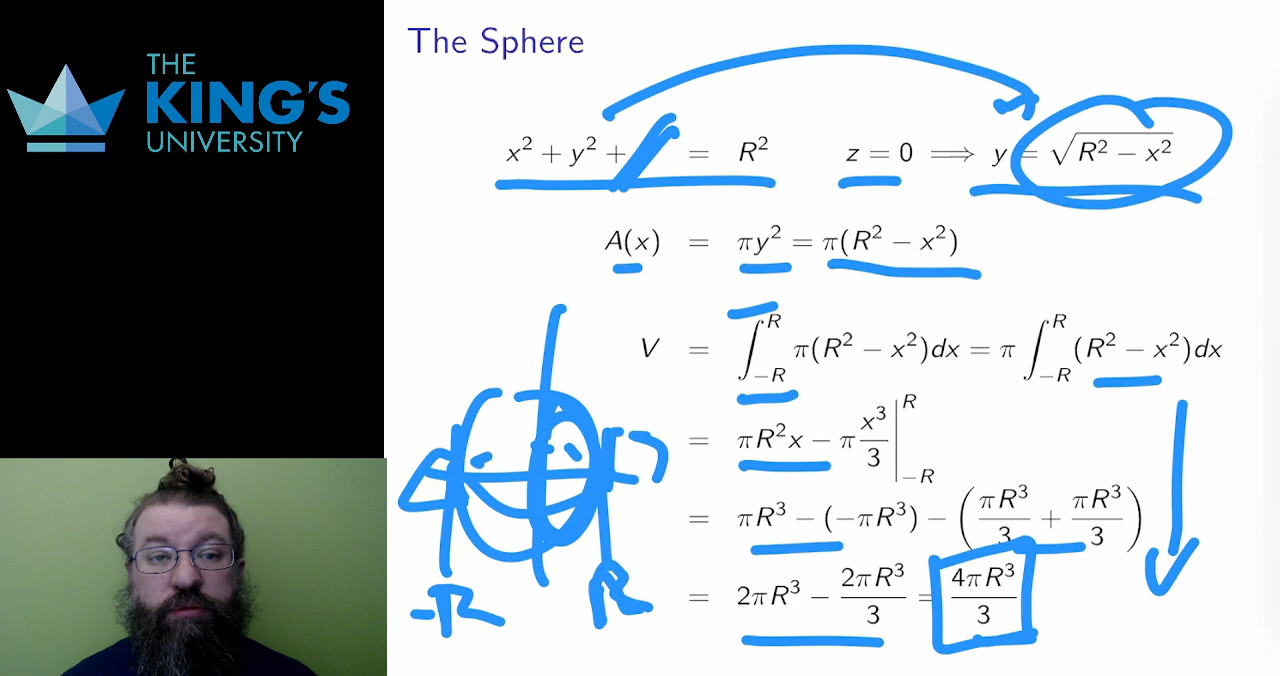 THE
KING'S
UNIVERSITY
The Sphere
x² + y² + = R² z = 0 ⟹ y = √(R² − x²)
A(x) = πy² = π(R² − x²)
V = ∫_{−R}^{R} π(R² − x²)dx = π ∫_{−R}^{R} (R² − x²)dx
= πR²x − π x³/3 |_{−R}^{R}
= πR³ − (−πR³) − (πR³/3 + πR³/3)
= 2πR³ − 2πR³/3 = 4πR³/3
-R R